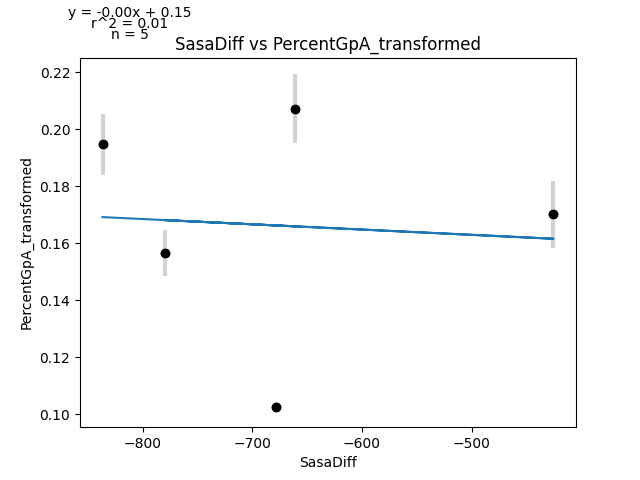 y = -0.00x + 0.15
r^2 = 0.01
n = 5
SasaDiff vs PercentGpA_transformed
0.22
0.20
0.18
0.16
0.14
0.12
0.10
PercentGpA_transformed
−800
−700
−600
−500
SasaDiff